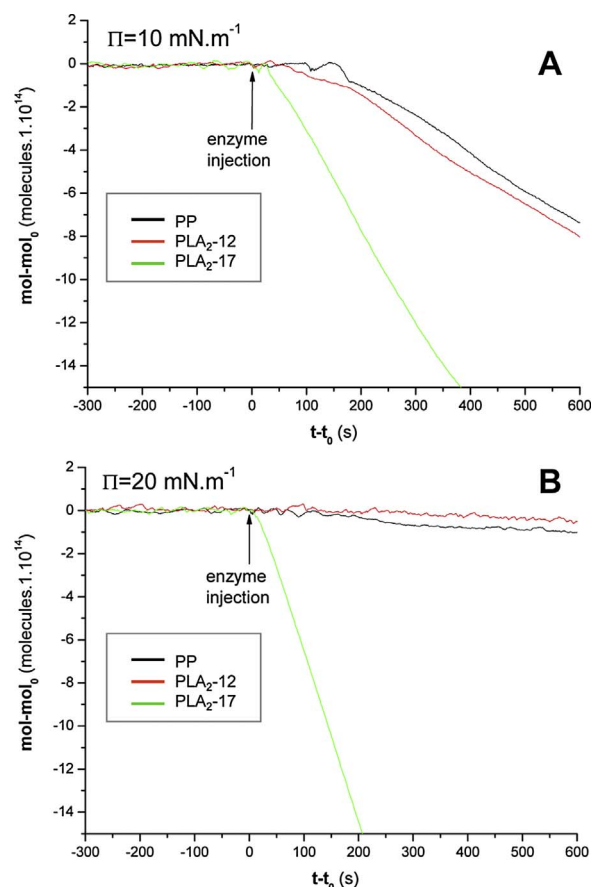 Π=10 mN.m⁻¹
A
2
0
-2
-4
-6
-8
-10
-12
-14
mol-mol₀ (molecules.1.10¹⁴)
enzyme
injection
PP
PLA₂-12
PLA₂-17
-300 -200 -100 0 100 200 300 400 500 600
t-t₀ (s)
Π=20 mN.m⁻¹
B
2
0
-2
-4
-6
-8
-10
-12
-14
mol-mol₀ (molecules.1.10¹⁴)
enzyme
injection
PP
PLA₂-12
PLA₂-17
-300 -200 -100 0 100 200 300 400 500 600
t-t₀ (s)